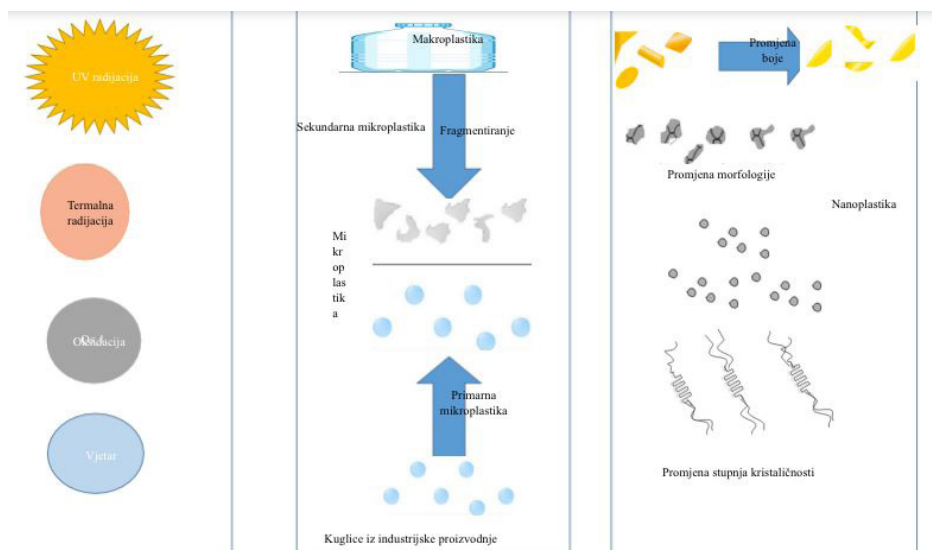 UV radijacija
Termalna
radijacija
Vjetar
Makroplastika
Sekundarna mikroplastika
Fragmentiranje
Mi
kr
op
las
tik
a
Primarna
mikroplastika
Kuglice iz industrijske proizvodnje
Promjena
boje
Promjena morfologije
Nanoplastika
Promjena stupnja kristaličnosti